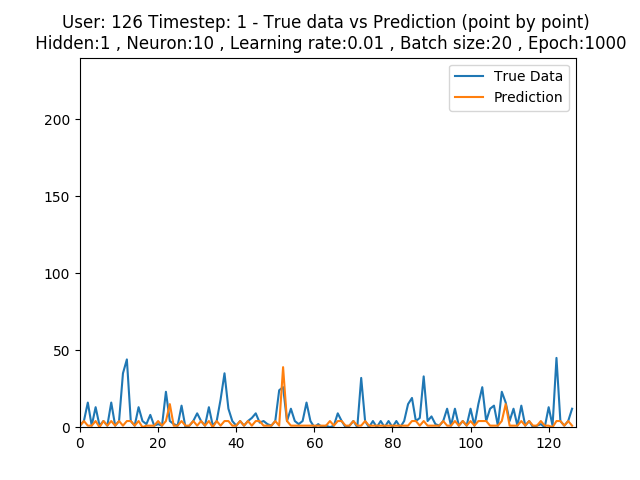 User: 126 Timestep: 1 - True data vs Prediction (point by point)
Hidden:1 , Neuron:10 , Learning rate:0.01 , Batch size:20 , Epoch:1000
True Data
Prediction
200
150
100
50
0
0 20 40 60 80 100 120